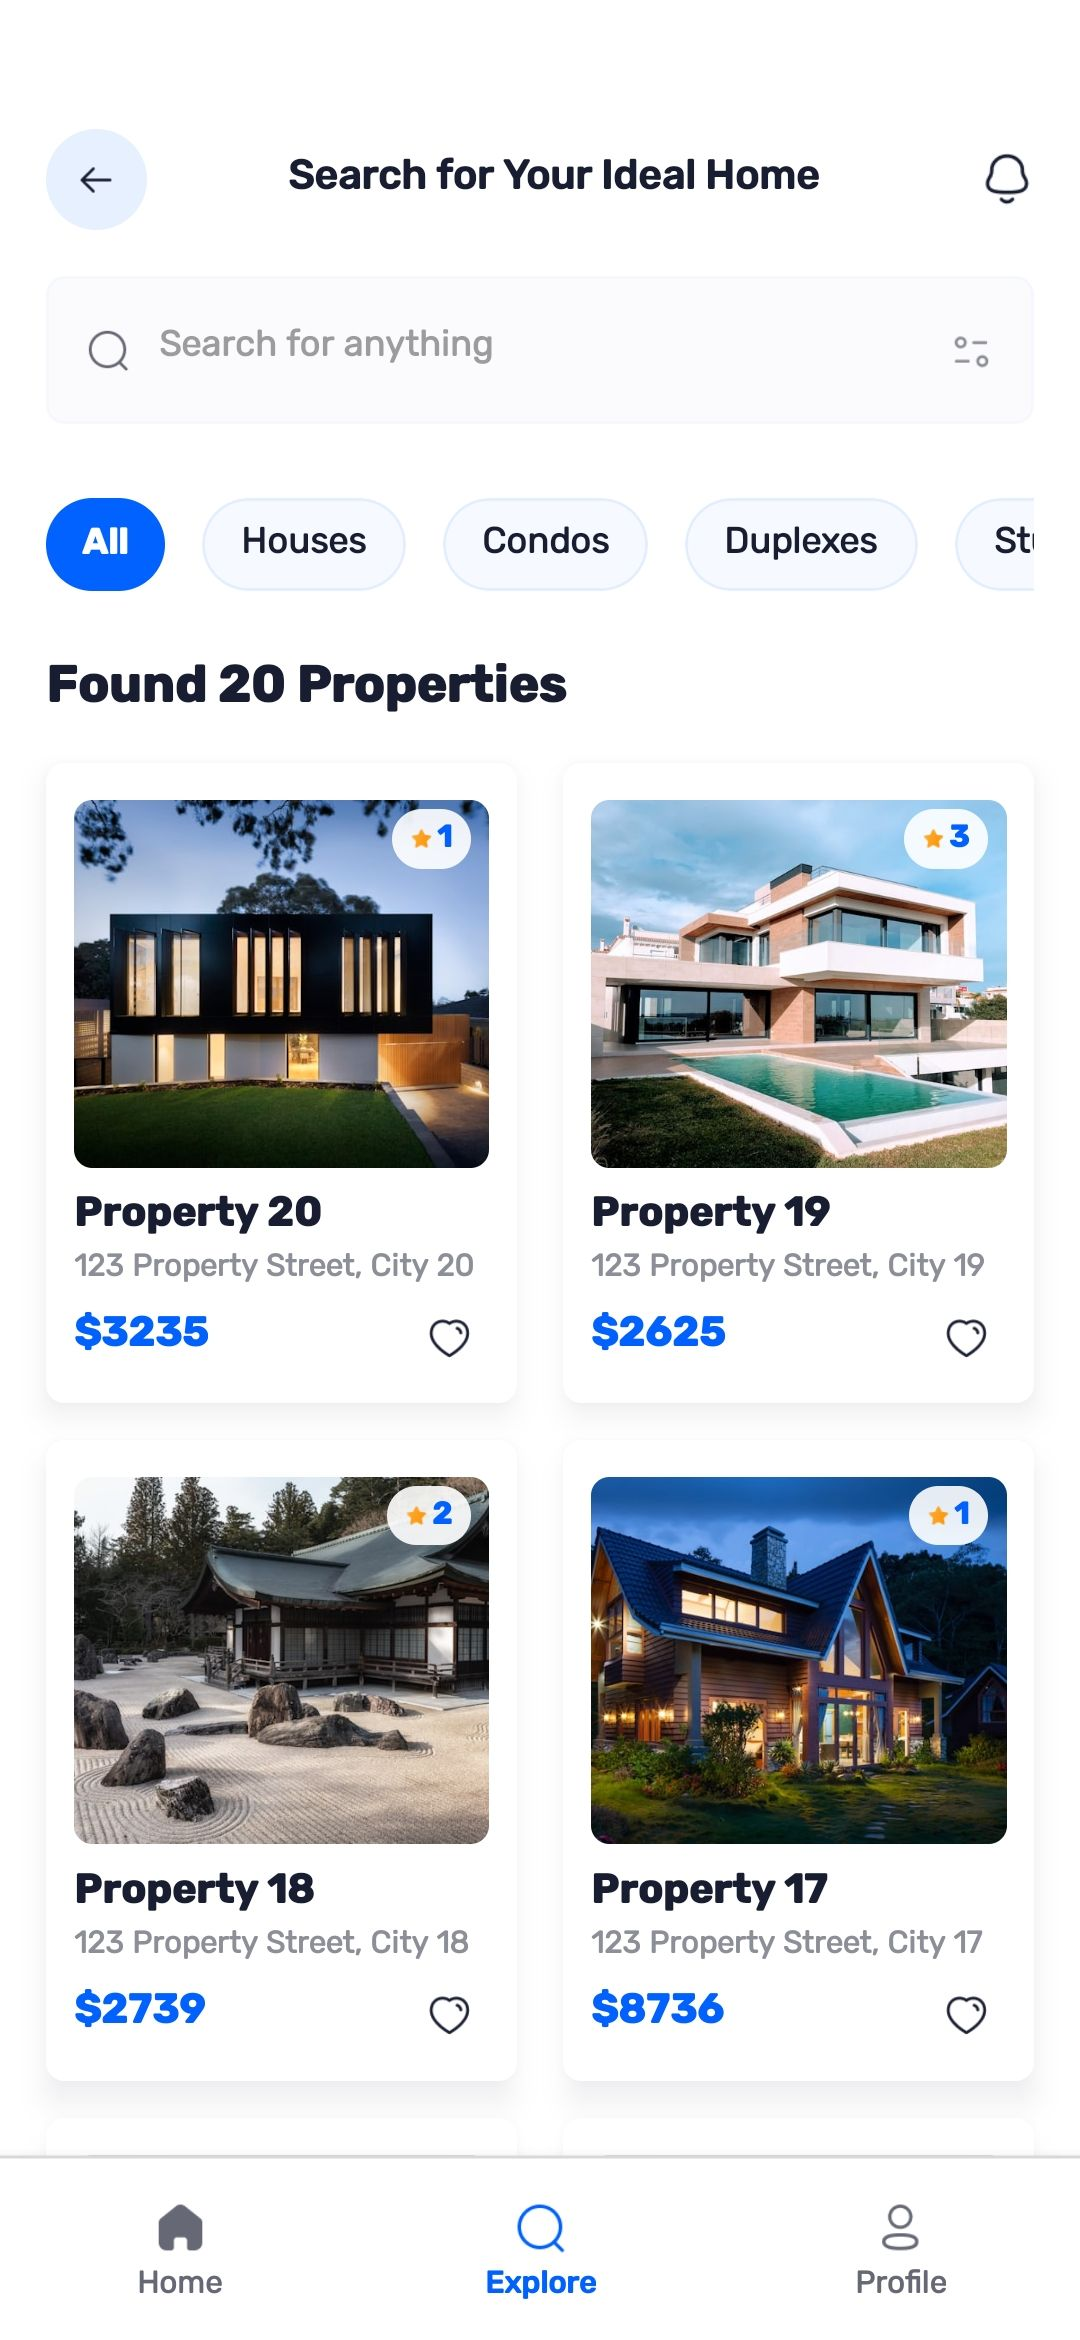 Search for Your Ideal Home
Search for anything
All
Houses
Condos
Duplexes
Found 20 Properties
1
3
Property 20
Property 19
123 Property Street, City 20
123 Property Street, City 19
$3235
$2625
2
1
Property 18
Property 17
123 Property Street, City 18
123 Property Street, City 17
$2739
$8736
Home
Explore
Profile